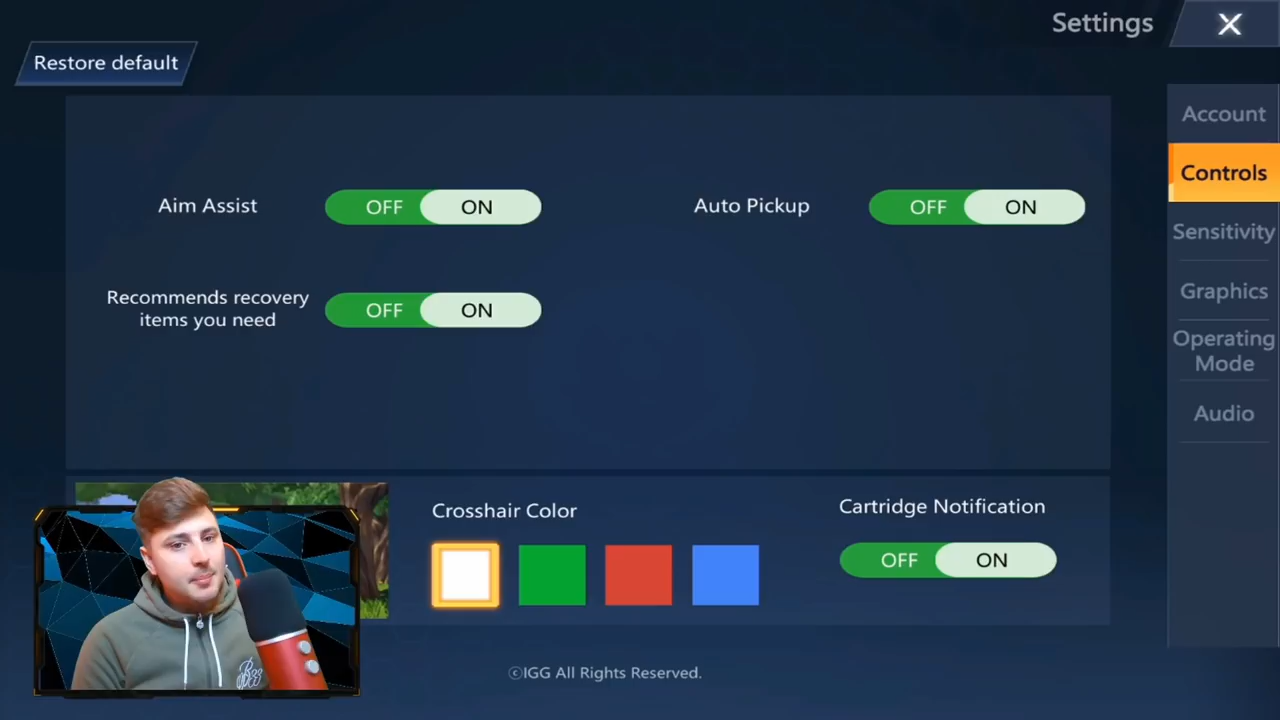 Settings
Restore default
Account
Controls
Sensitivity
Graphics
Operating
Mode
Audio
Aim Assist OFF ON
Auto Pickup OFF ON
Recommends recovery
items you need OFF ON
Crosshair Color
Cartridge Notification
OFF ON
©IGG All Rights Reserved.